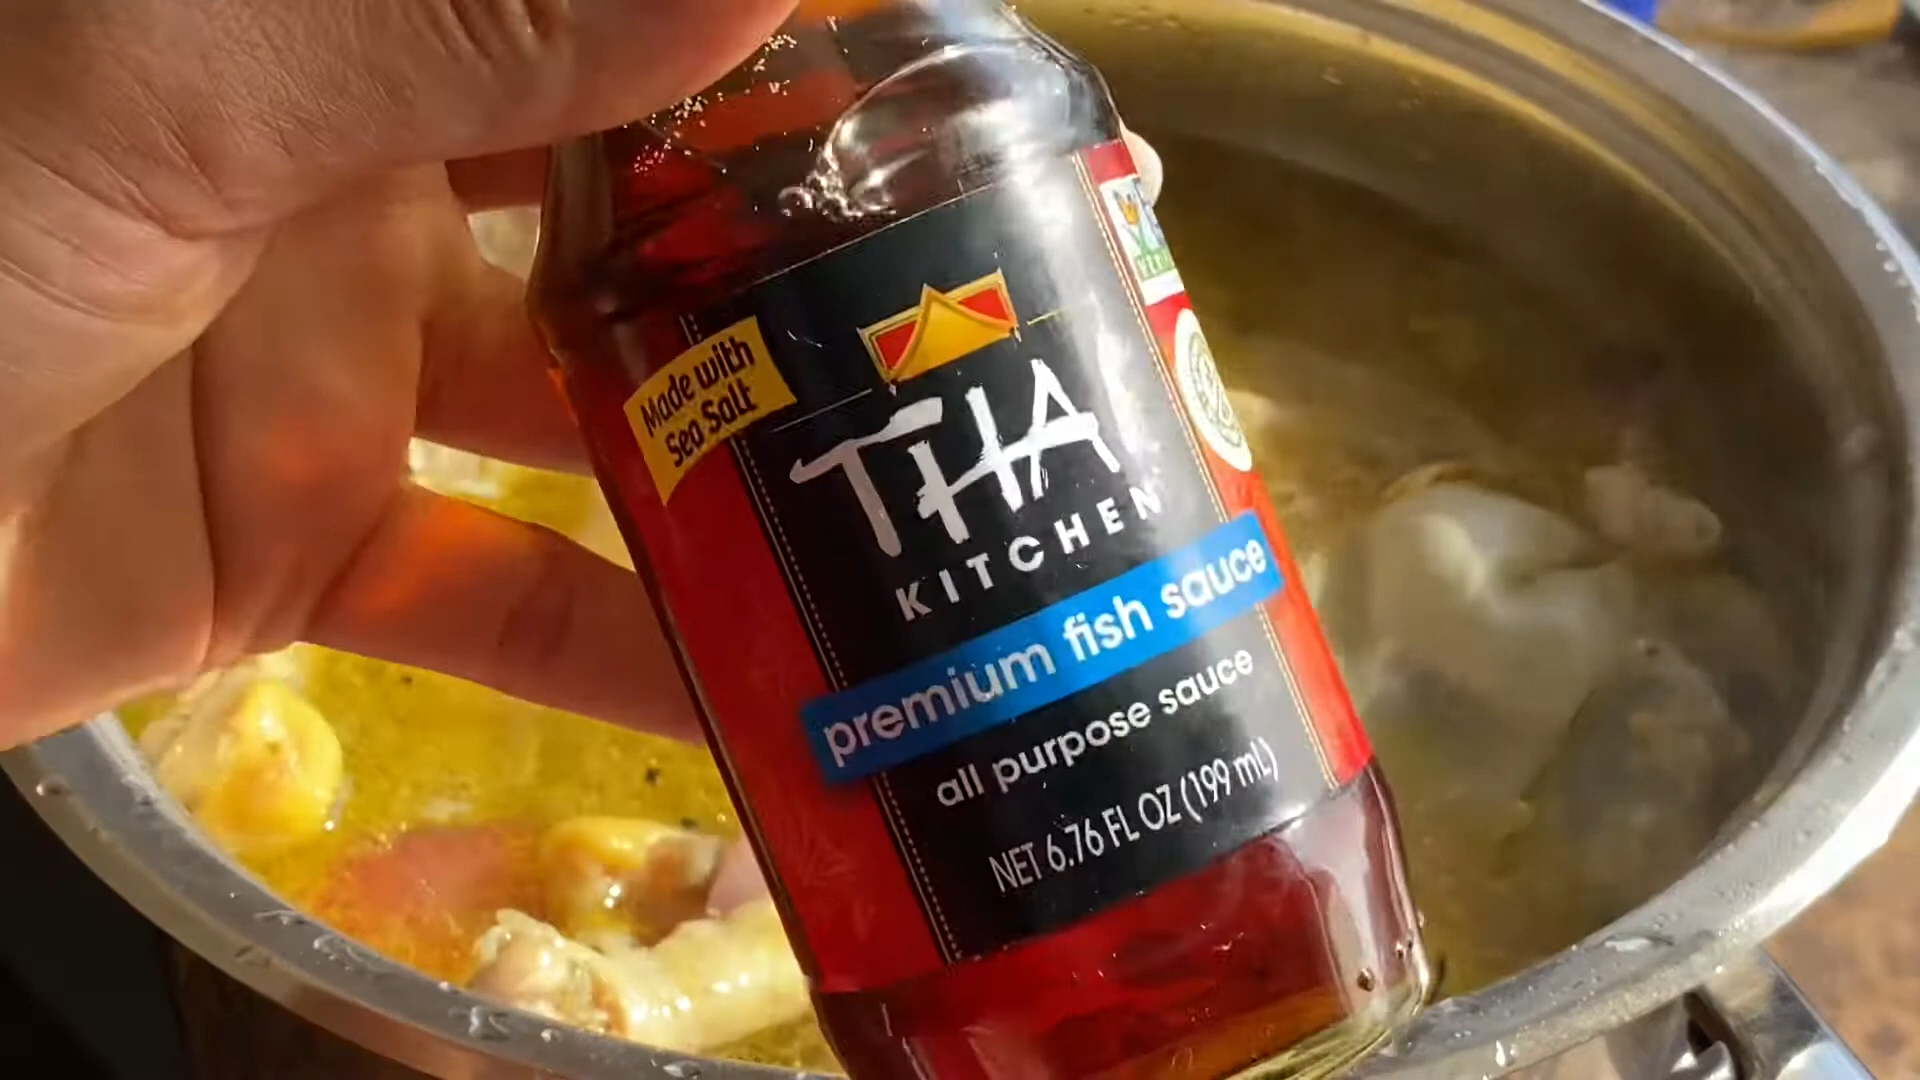 Made with
Sea Salt
THAI
KITCHEN
premium fish sauce
all purpose sauce
NET 6.76 FL OZ (199 mL)